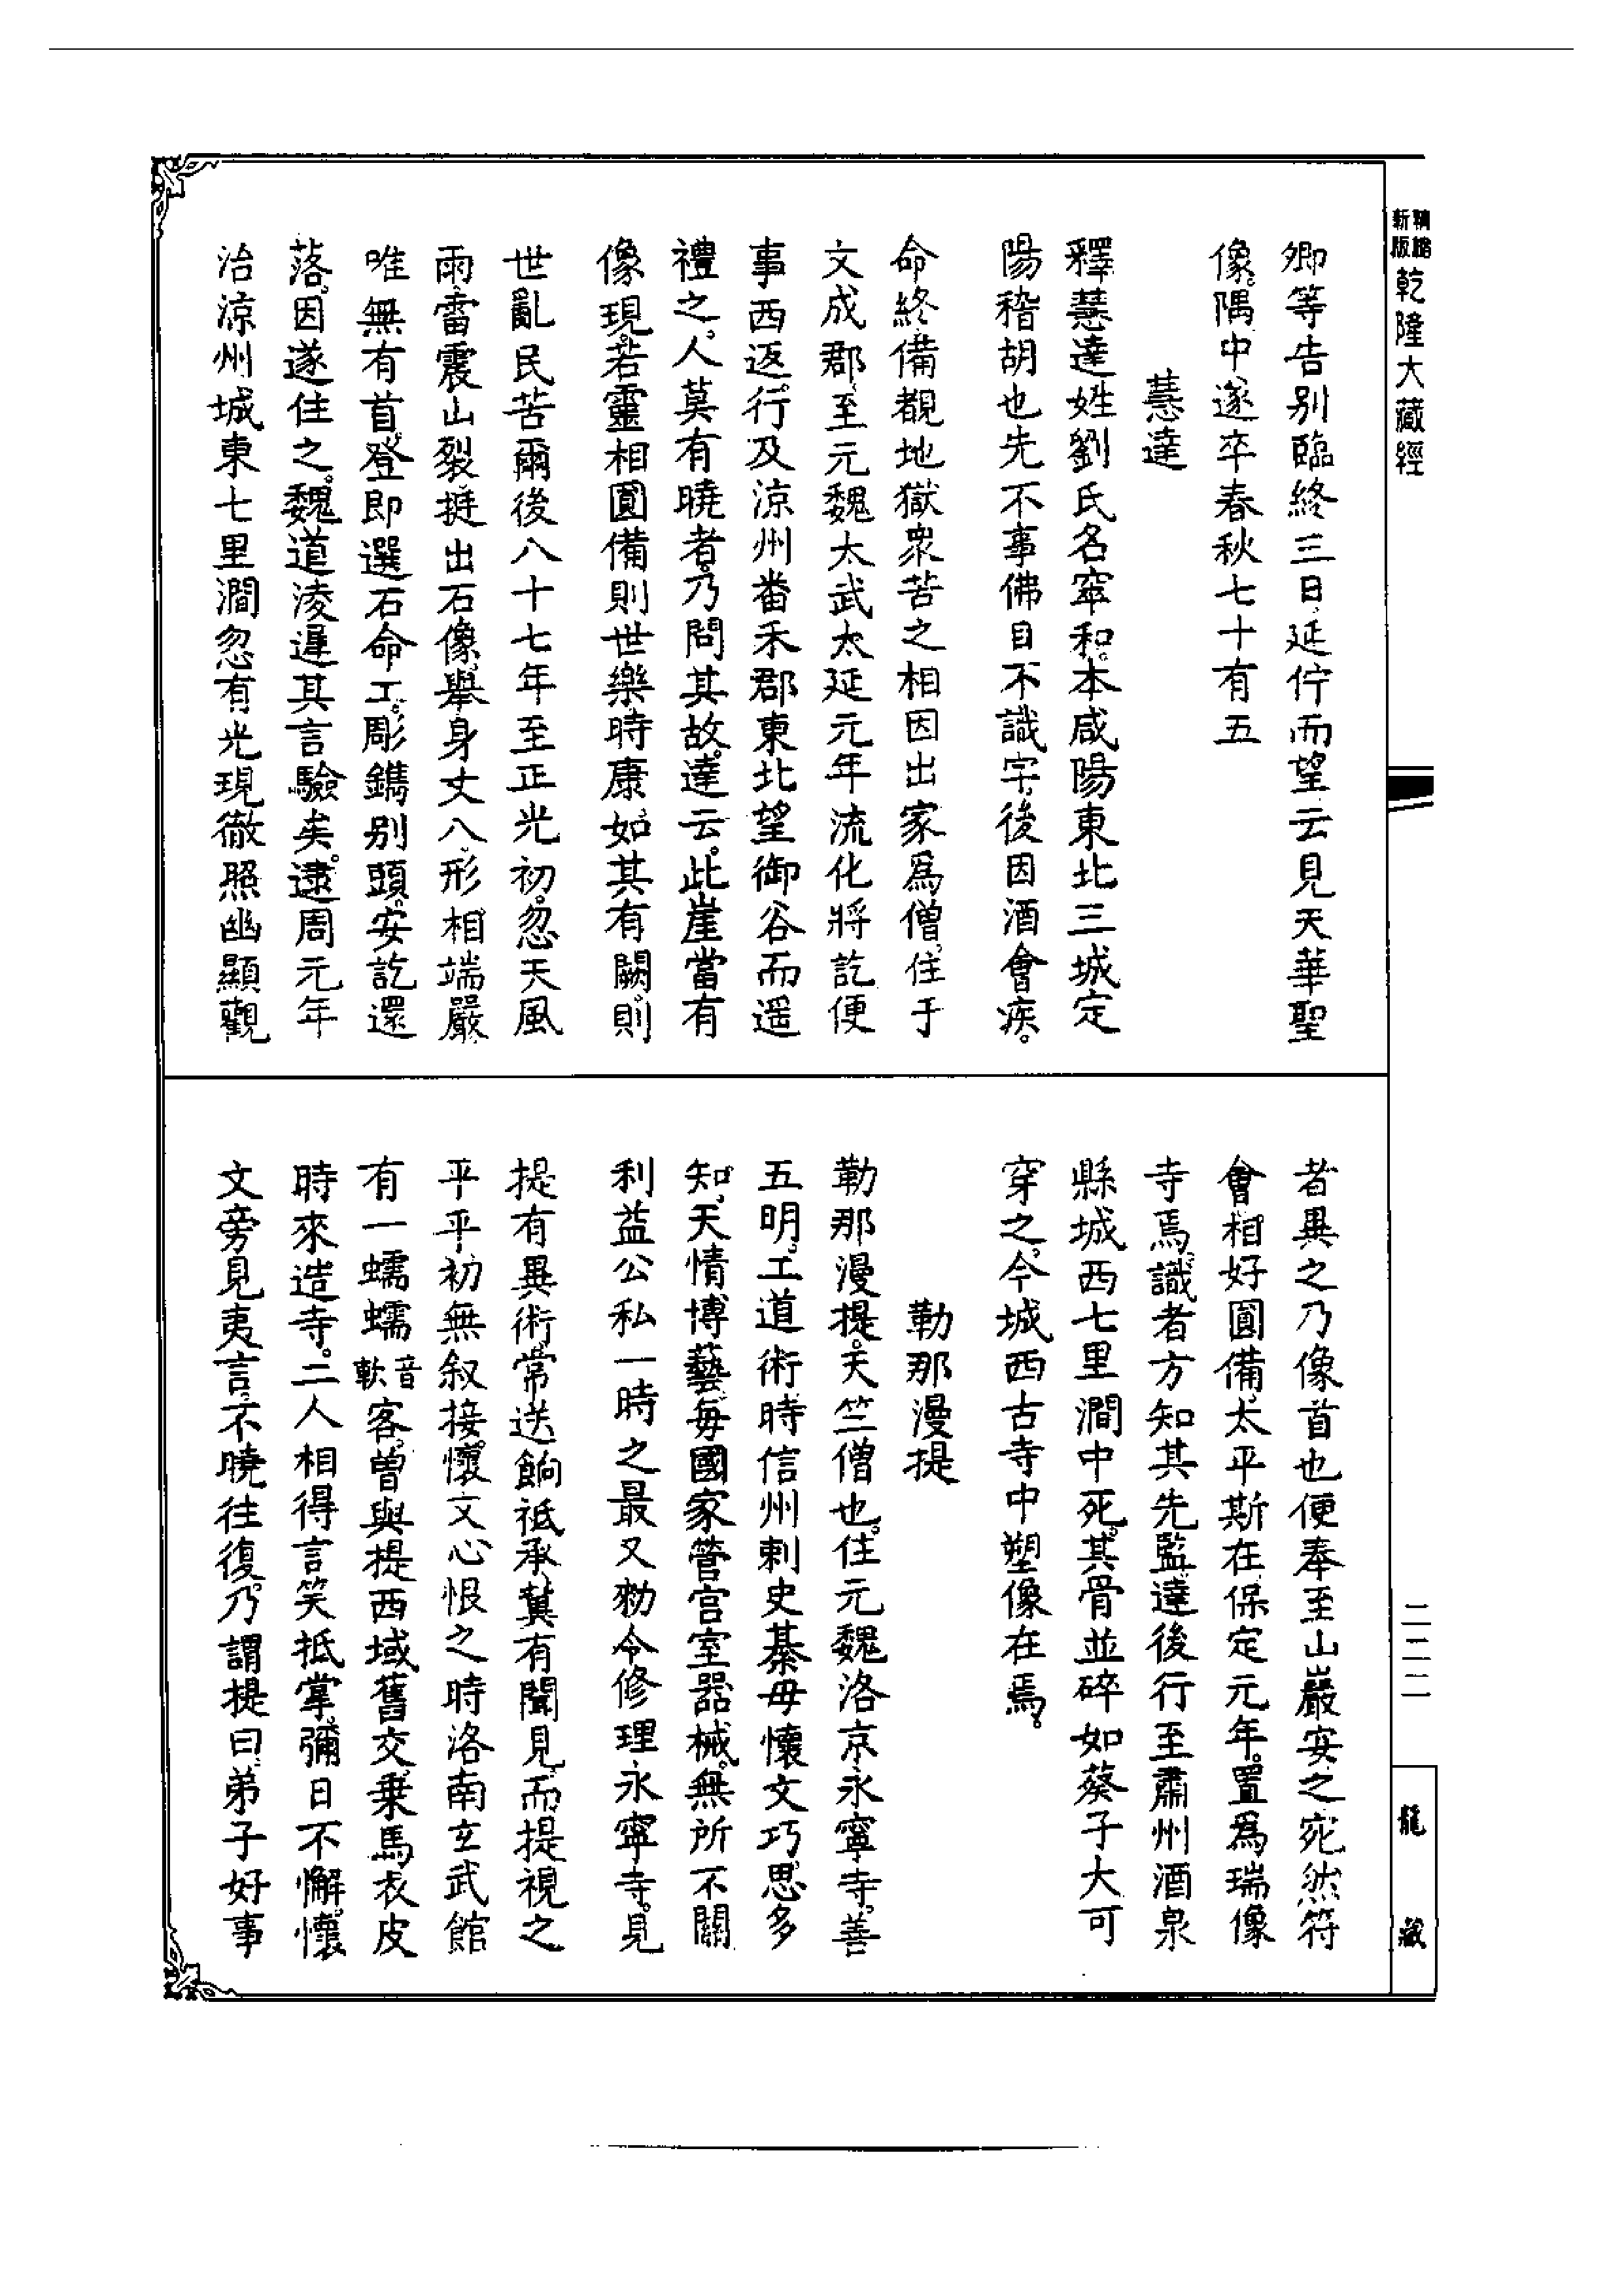 精縮新版
乾隆大藏經
卿等告別臨終三日延佇而望云見天華聖
像。隅中遂卒春秋七十有五
慧達
釋慧達姓劉氏名窣和。本咸陽東北三城定
陽稽胡也先不事佛目不識字。後因酒會疾。
命終備覩地獄衆苦之相因出家爲僧。住于
文成郡。至元魏太武太延元年流化將訖便
事西返。行及涼州畨禾郡東北望御谷而遥
禮之。人莫有曉者。乃問其故。達云。此崖當有
像現。若靈相圓備則世樂時康。如其有闕。則
世亂民苦爾後八十七年至正光初。忽天風
雨。雷震山裂。挺出石像。舉身丈八。形相端嚴。
唯無有首。登即選石命工。彫鐫別頭。安訖還
落。因遂住之。魏道淩遲其言驗矣。逮周元年
治涼州城東七里澗忽有光現徹照幽顯觀
者異之乃像首也便奉至山巖安之宛然符
會。相好圓備。太平斯在。保定元年。置爲瑞像
寺焉。識者方知其先監。達後行至肅州酒泉
縣城西七里澗中死。其骨並碎如葵子大可
穿之。今城西古寺中塑像在焉。
勒那漫提
勒那漫提。天竺僧也。住元魏洛京永寧寺。善
五明。工道術時信州刺史綦毋懷文巧思多
知。天情博藝。每國家營宫室器械。無所不關
利益公私一時之最又勑令修理永寧寺。見
提有異術。常送餉祇承。冀有聞見。而提視之
平平初無叙接。懷文心恨之時洛南玄武館
有一蠕蠕音軟客。曾與提西域舊交。乘馬衣皮
時來造寺。二人相得言笑抵掌。彌日不懈。懷
文旁見夷言。不曉往復。乃謂提曰。弟子好事
二二二
龍藏